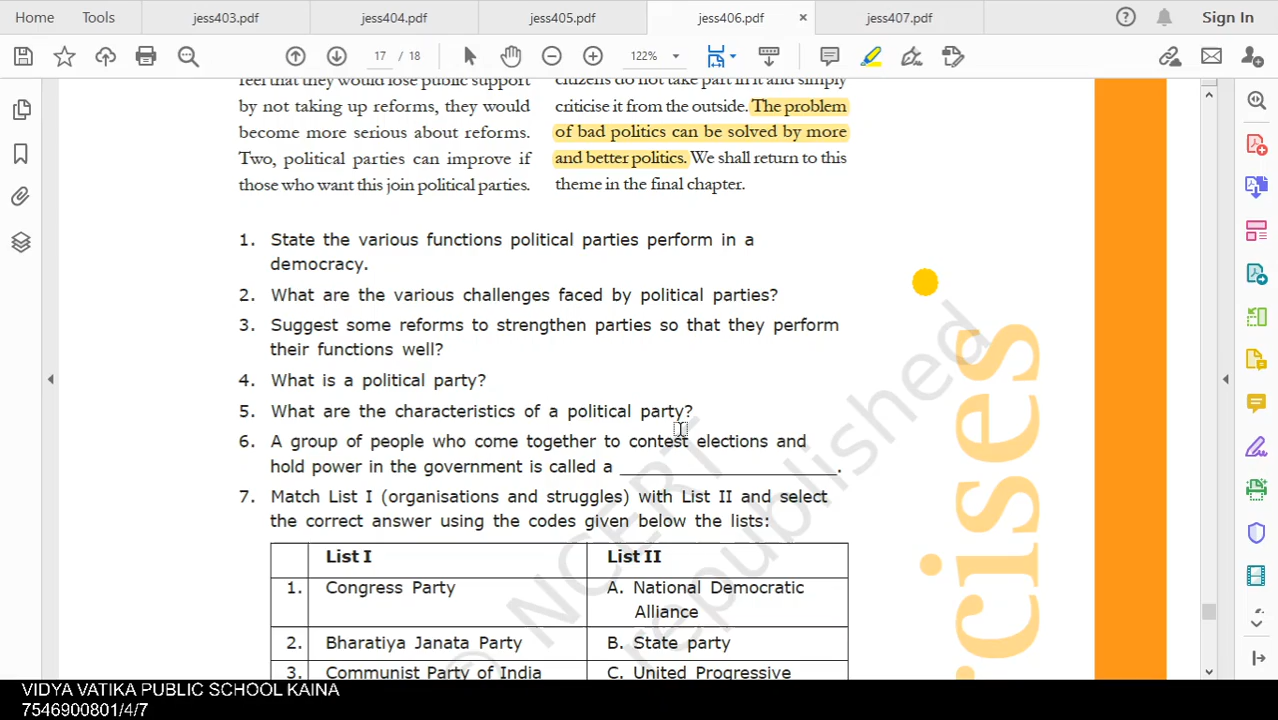 jess403.pdf jess404.pdf jess405.pdf jess406.pdf jess407.pdf
Home Tools Sign In
17 / 18 122%
feel that they would lose public support
by not taking up reforms, they would
become more serious about reforms.
Two, political parties can improve if
those who want this join political parties.
citizens do not take part in it and simply
criticise it from the outside. The problem
of bad politics can be solved by more
and better politics. We shall return to this
theme in the final chapter.
1. State the various functions political parties perform in a
democracy.
2. What are the various challenges faced by political parties?
3. Suggest some reforms to strengthen parties so that they perform
their functions well?
4. What is a political party?
5. What are the characteristics of a political party?
6. A group of people who come together to contest elections and
hold power in the government is called a ____________________.
7. Match List I (organisations and struggles) with List II and select
the correct answer using the codes given below the lists:
List I List II
1. Congress Party A. National Democratic
Alliance
2. Bharatiya Janata Party B. State party
3. Communist Party of India C. United Progressive
cises
© NCERT
republished
VIDYA VATIKA PUBLIC SCHOOL KAINA
7546900801/4/7